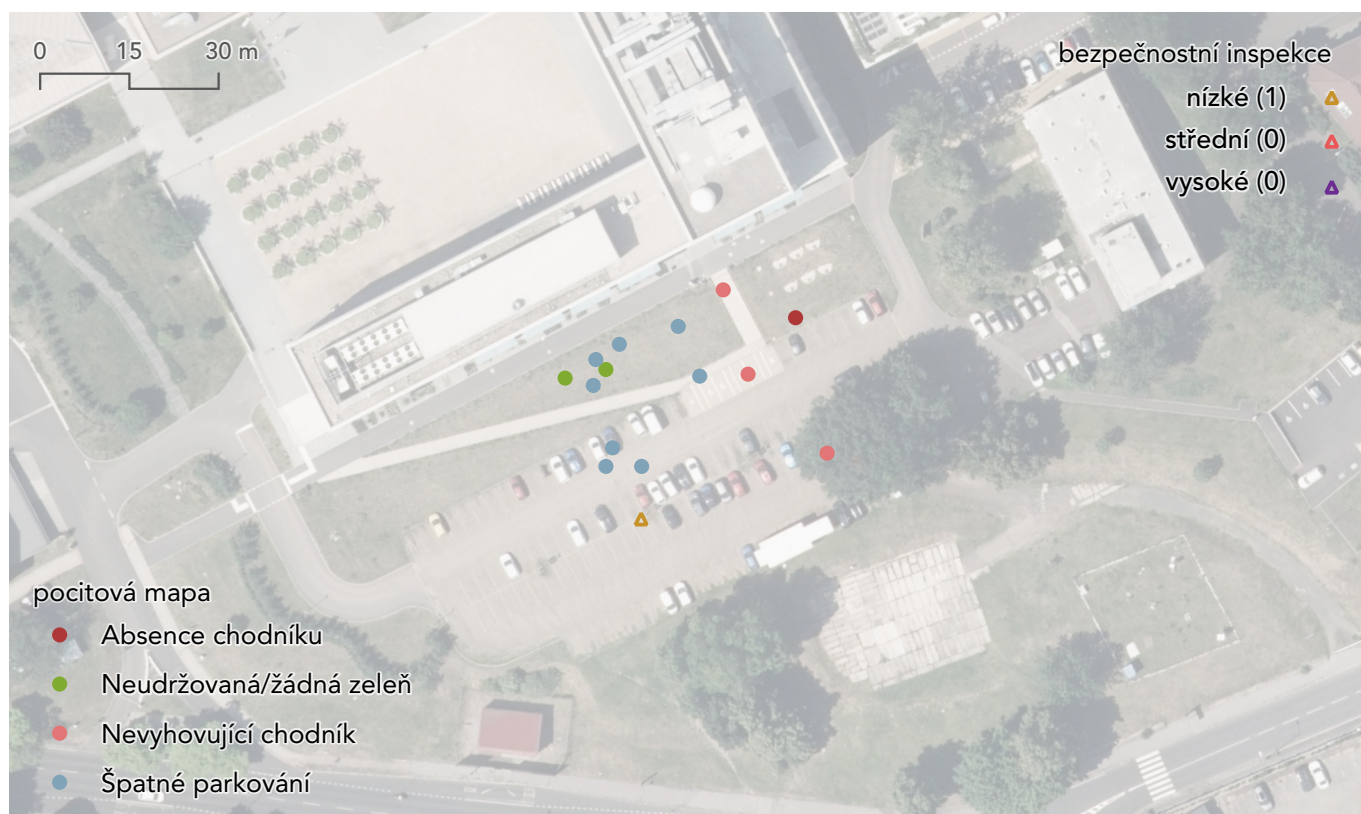 0 15 30 m
bezpečnostní inspekce
nízké (1)
střední (0)
vysoké (0)
pocitová mapa
Absence chodníku
Neudržovaná/žádná zeleň
Nevyhovující chodník
Špatné parkování